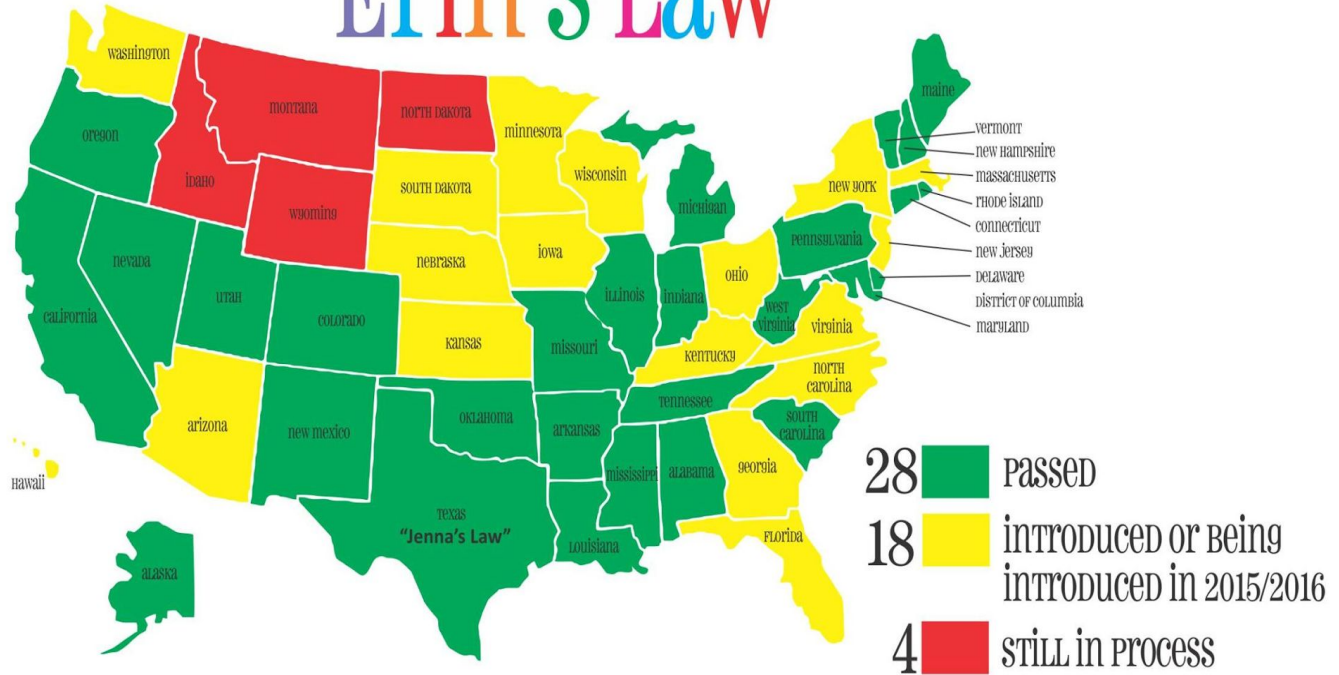 Erin's Law
Washington
Oregon
California
Nevada
Idaho
Montana
Wyoming
Utah
Colorado
Arizona
New Mexico
North Dakota
South Dakota
Nebraska
Kansas
Oklahoma
Texas
"Jenna's Law"
Minnesota
Iowa
Missouri
Arkansas
Louisiana
Wisconsin
Illinois
Michigan
Indiana
Ohio
Kentucky
Tennessee
Mississippi
Alabama
Georgia
Florida
South
Carolina
North
Carolina
Virginia
West
Virginia
Pennsylvania
New York
Maine
Vermont
New Hampshire
Massachusetts
Rhode Island
Connecticut
New Jersey
Delaware
District of Columbia
Maryland
Hawaii
Alaska
28 Passed
18 Introduced or Being
Introduced in 2015/2016
4 Still in Process